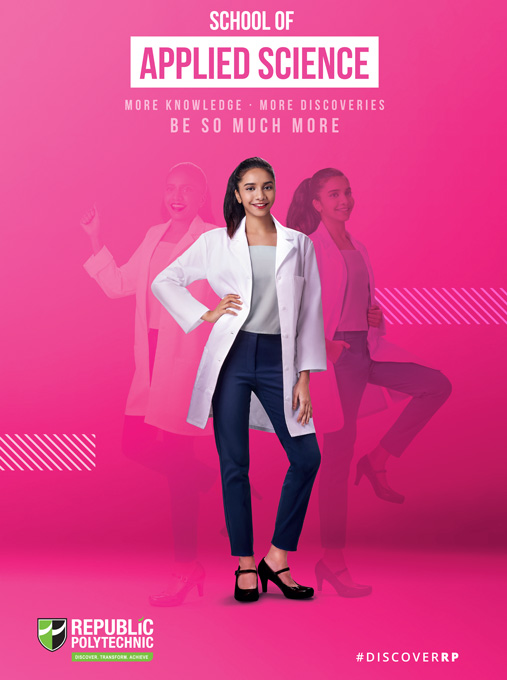 SCHOOL OF
APPLIED SCIENCE
MORE KNOWLEDGE · MORE DISCOVERIES
BE SO MUCH MORE
REPUBLIC
POLYTECHNIC
DISCOVER. TRANSFORM. ACHIEVE
#DISCOVERRP